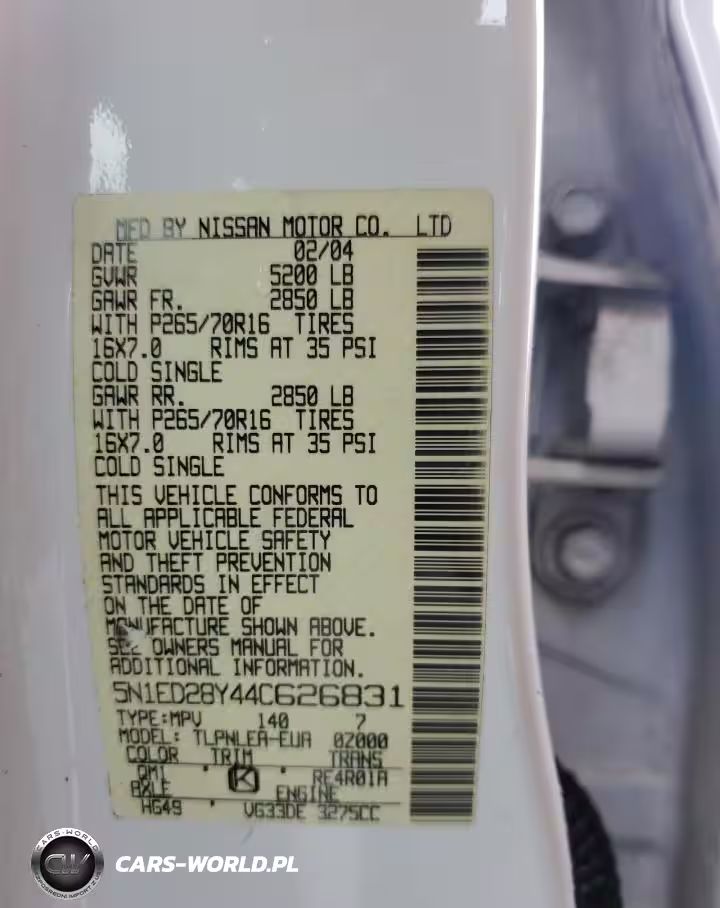 MFD BY NISSAN MOTOR CO. LTD
DATE 02/04
GVWR 5200 LB
GAWR FR. 2850 LB
WITH P265/70R16 TIRES
16X7.0 RIMS AT 35 PSI
COLD SINGLE
GAWR RR. 2850 LB
WITH P265/70R16 TIRES
16X7.0 RIMS AT 35 PSI
COLD SINGLE
THIS VEHICLE CONFORMS TO
ALL APPLICABLE FEDERAL
MOTOR VEHICLE SAFETY
AND THEFT PREVENTION
STANDARDS IN EFFECT
ON THE DATE OF
MANUFACTURE SHOWN ABOVE.
SEE OWNERS MANUAL FOR
ADDITIONAL INFORMATION.
5N1ED28Y44C626831
TYPE:MPV 140 7
MODEL: TLPNLEA-EUA 0Z000
COLOR TRIM TRANS
QM1 K RE4R01A
AXLE ENGINE
HG49 VG33DE 3275CC
CARS-WORLD
CW
CARS-WORLD.PL